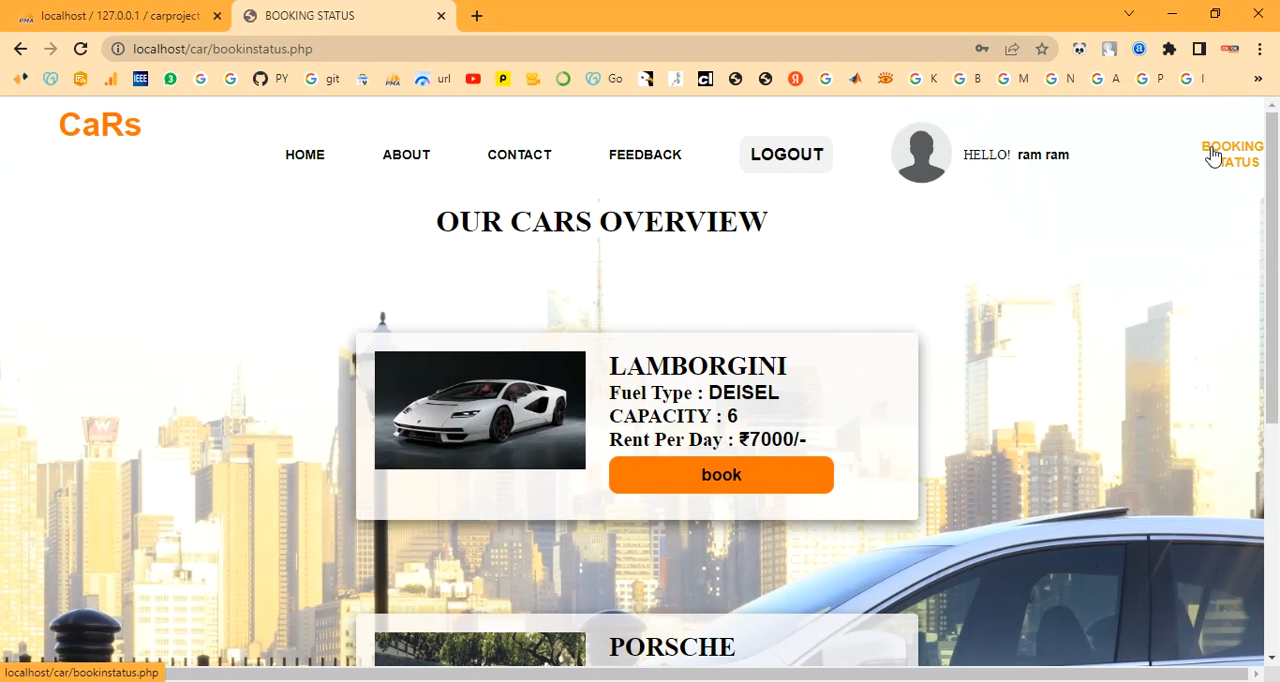 localhost / 127.0.0.1 / carproject
BOOKING STATUS
localhost/car/bookinstatus.php
PY
git
PMA
url
Go
K
B
M
N
A
P
I
CaRs
HOME
ABOUT
CONTACT
FEEDBACK
LOGOUT
HELLO! ram ram
BOOKING
STATUS
OUR CARS OVERVIEW
LAMBORGINI
Fuel Type : DEISEL
CAPACITY : 6
Rent Per Day : ₹7000/-
book
PORSCHE
localhost/car/bookinstatus.php